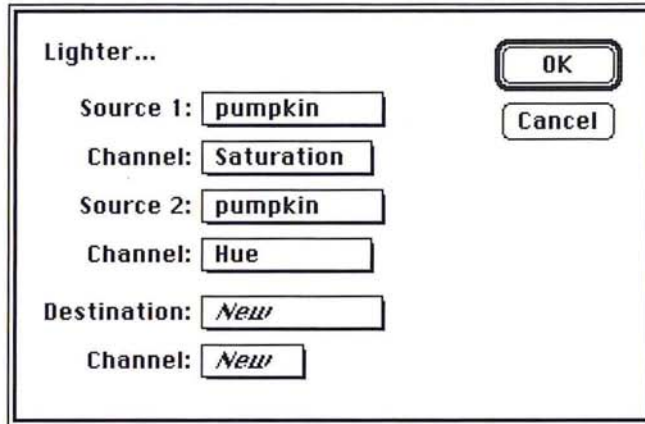 Lighter...
OK
Source 1: pumpkin
Cancel
Channel: Saturation
Source 2: pumpkin
Channel: Hue
Destination: New
Channel: New